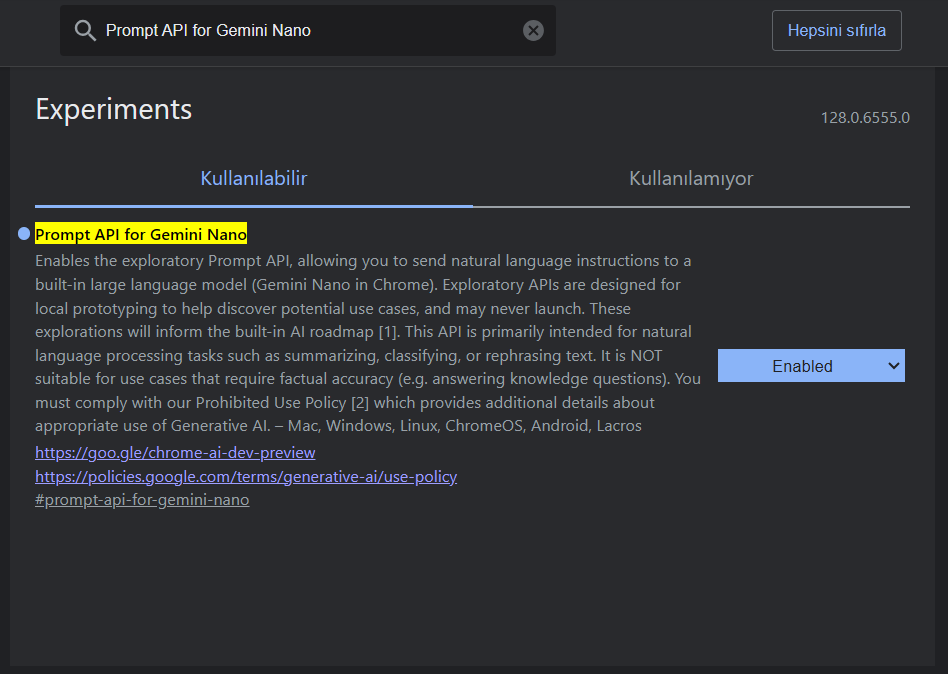 Prompt API for Gemini Nano
Hepsini sıfırla
Experiments
128.0.6555.0
Kullanılabilir
Kullanılamıyor
Prompt API for Gemini Nano
Enables the exploratory Prompt API, allowing you to send natural language instructions to a
built-in large language model (Gemini Nano in Chrome). Exploratory APIs are designed for
local prototyping to help discover potential use cases, and may never launch. These
explorations will inform the built-in AI roadmap [1]. This API is primarily intended for natural
language processing tasks such as summarizing, classifying, or rephrasing text. It is NOT
suitable for use cases that require factual accuracy (e.g. answering knowledge questions). You
must comply with our Prohibited Use Policy [2] which provides additional details about
appropriate use of Generative AI. – Mac, Windows, Linux, ChromeOS, Android, Lacros
https://goo.gle/chrome-ai-dev-preview
https://policies.google.com/terms/generative-ai/use-policy
#prompt-api-for-gemini-nano
Enabled